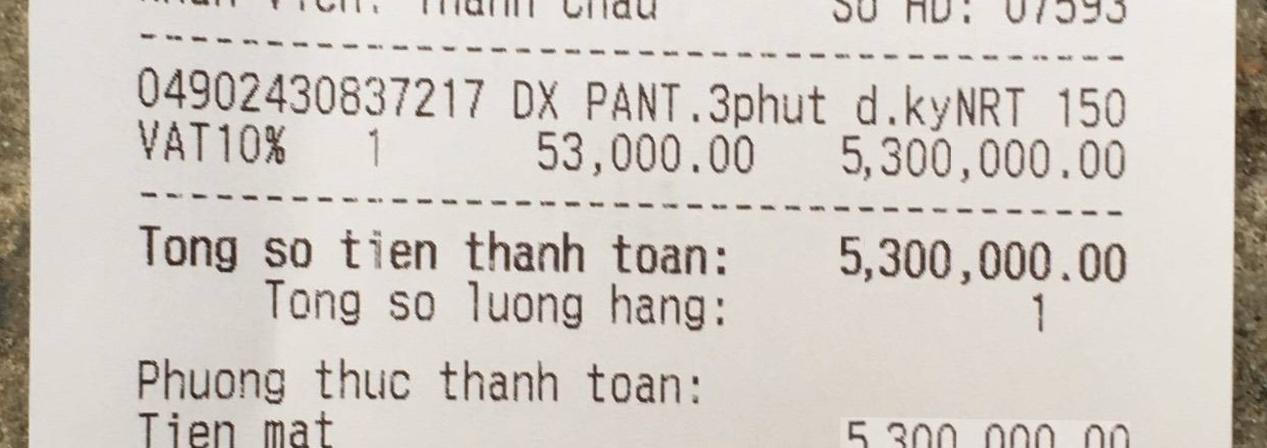 Nhan vien: Thanh Chau So HD: 07593
04902430837217 DX PANT.3phut d.kyNRT 150
VAT10% 1 53,000.00 5,300,000.00
Tong so tien thanh toan: 5,300,000.00
Tong so luong hang: 1
Phuong thuc thanh toan:
Tien mat 5,300,000.00